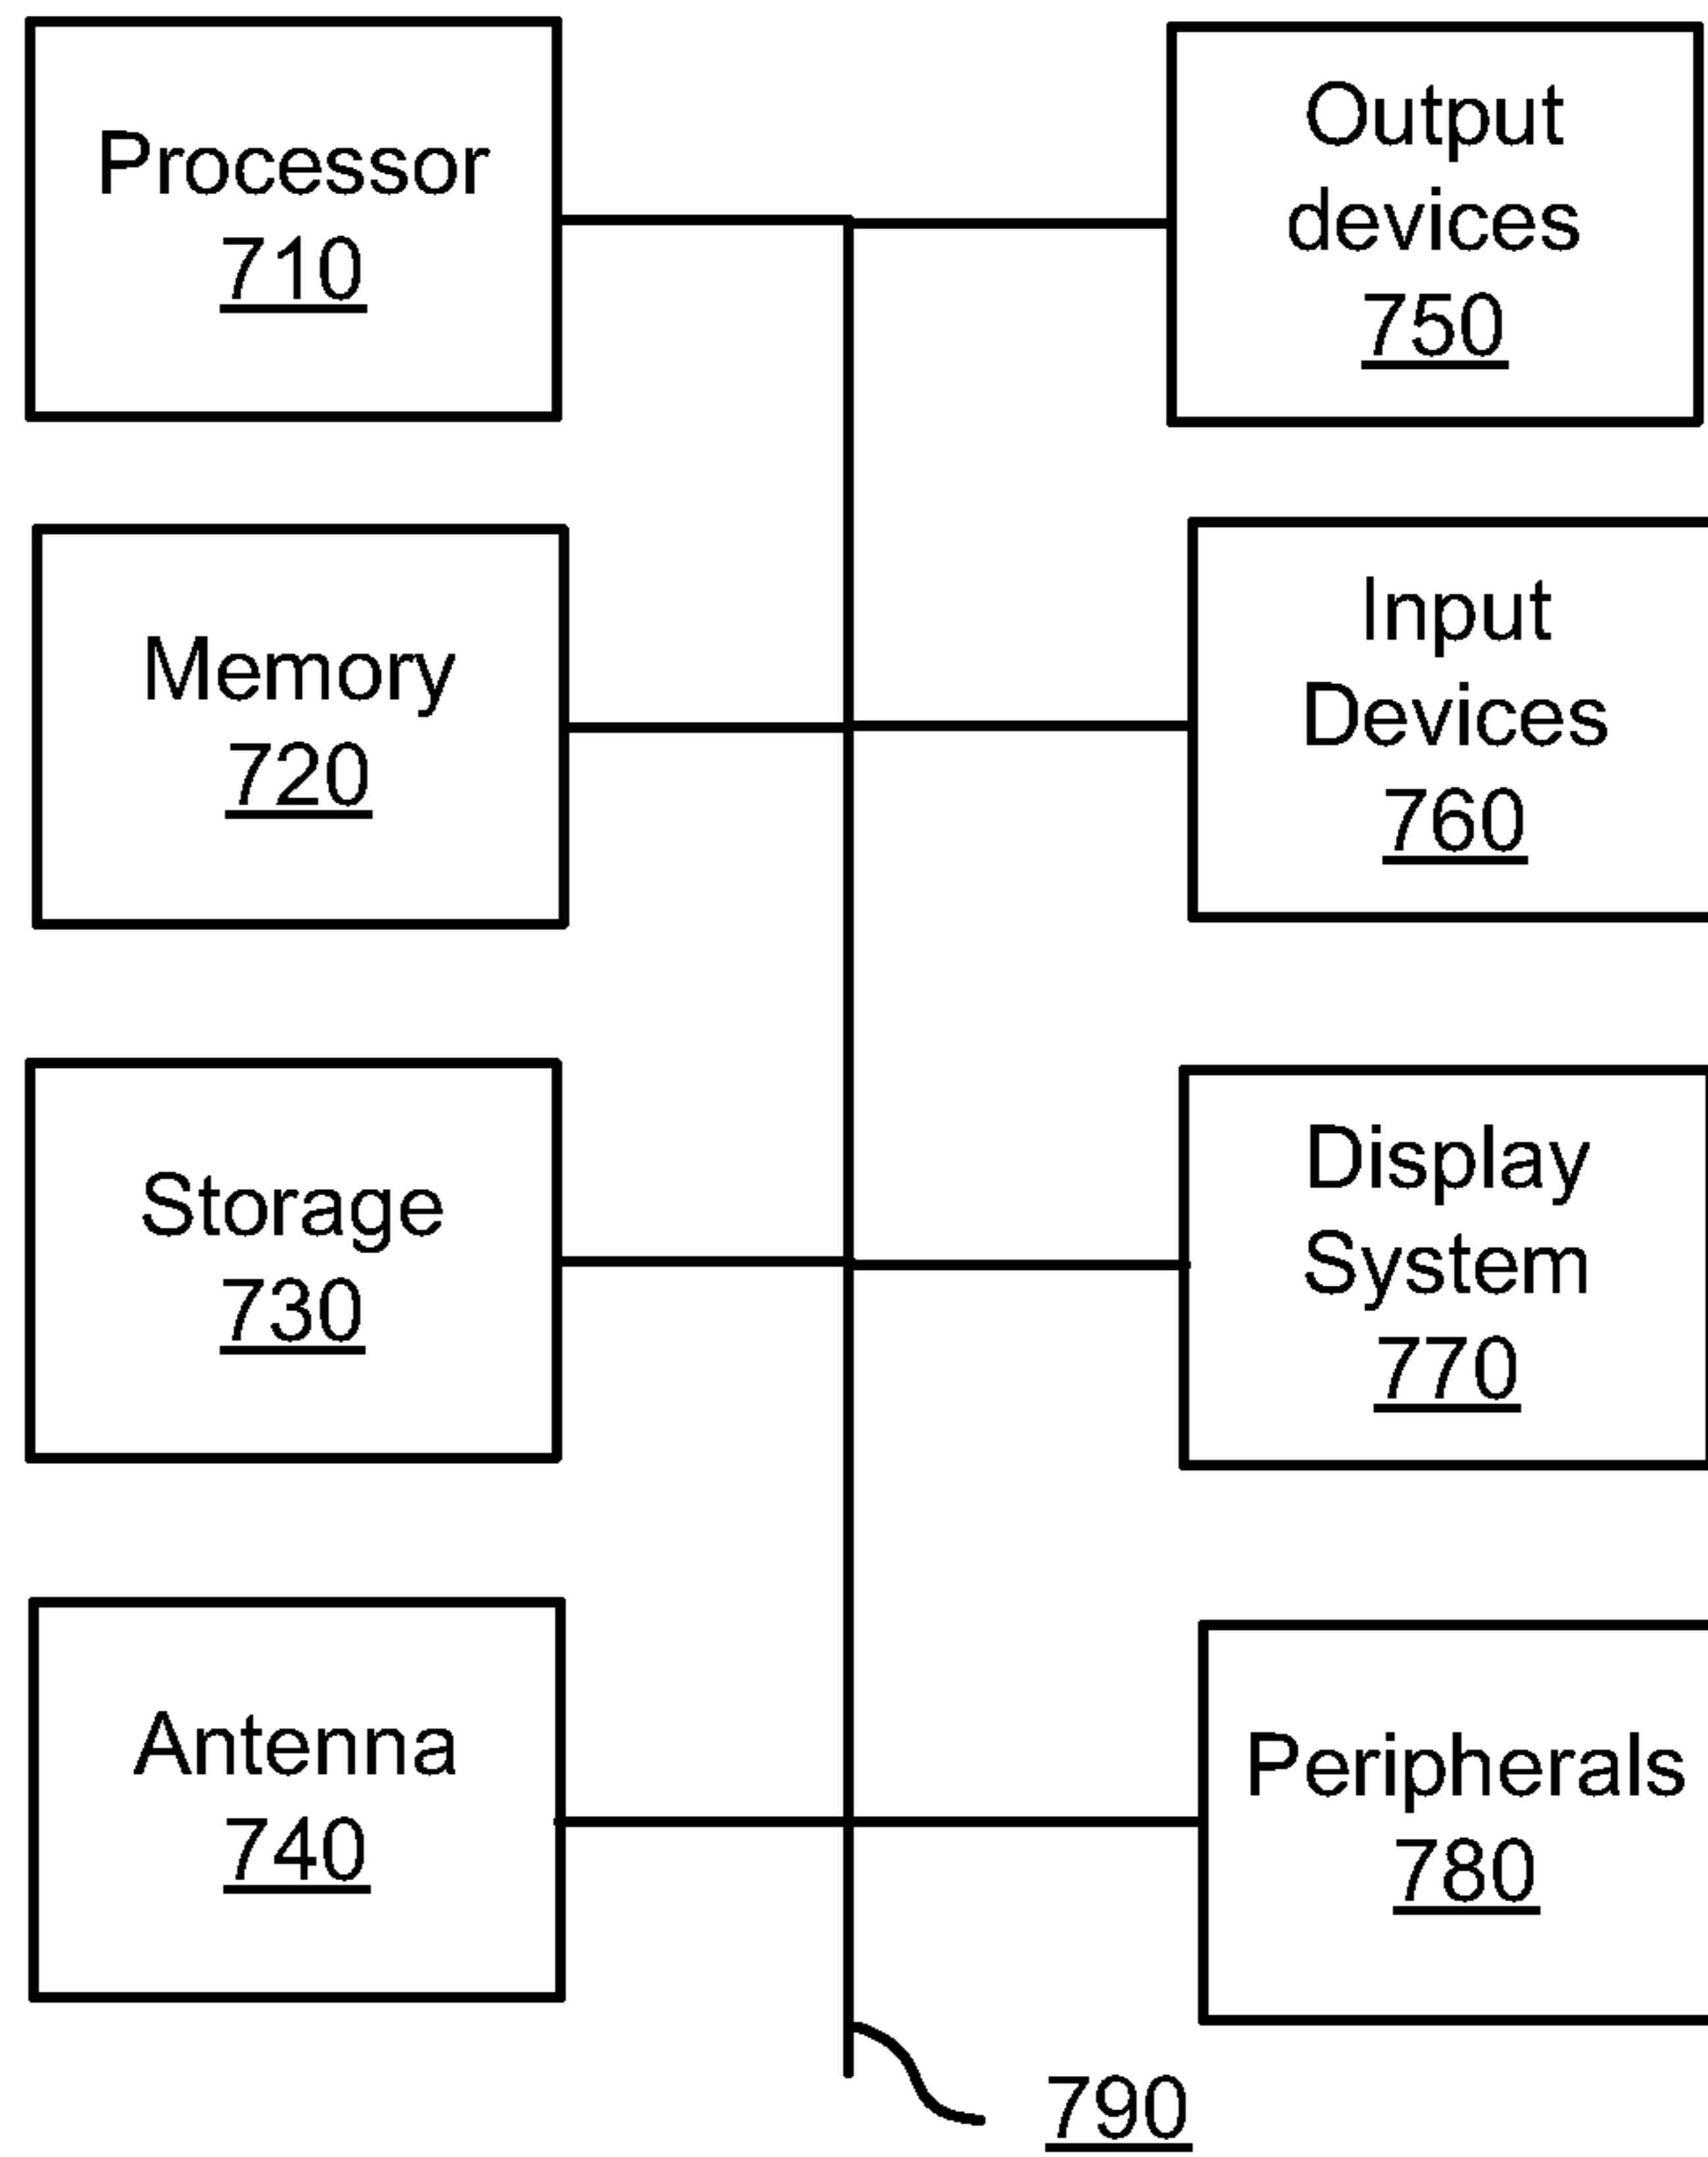 Processor
710
Output
devices
750
Memory
720
Input
Devices
760
Storage
730
Display
System
770
Antenna
740
Peripherals
780
790